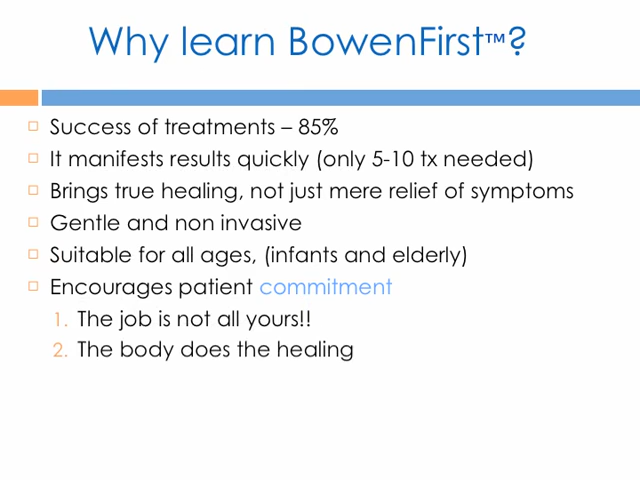 Why learn BowenFirst™?
Success of treatments – 85%
It manifests results quickly (only 5-10 tx needed)
Brings true healing, not just mere relief of symptoms
Gentle and non invasive
Suitable for all ages, (infants and elderly)
Encourages patient commitment
1. The job is not all yours!!
2. The body does the healing